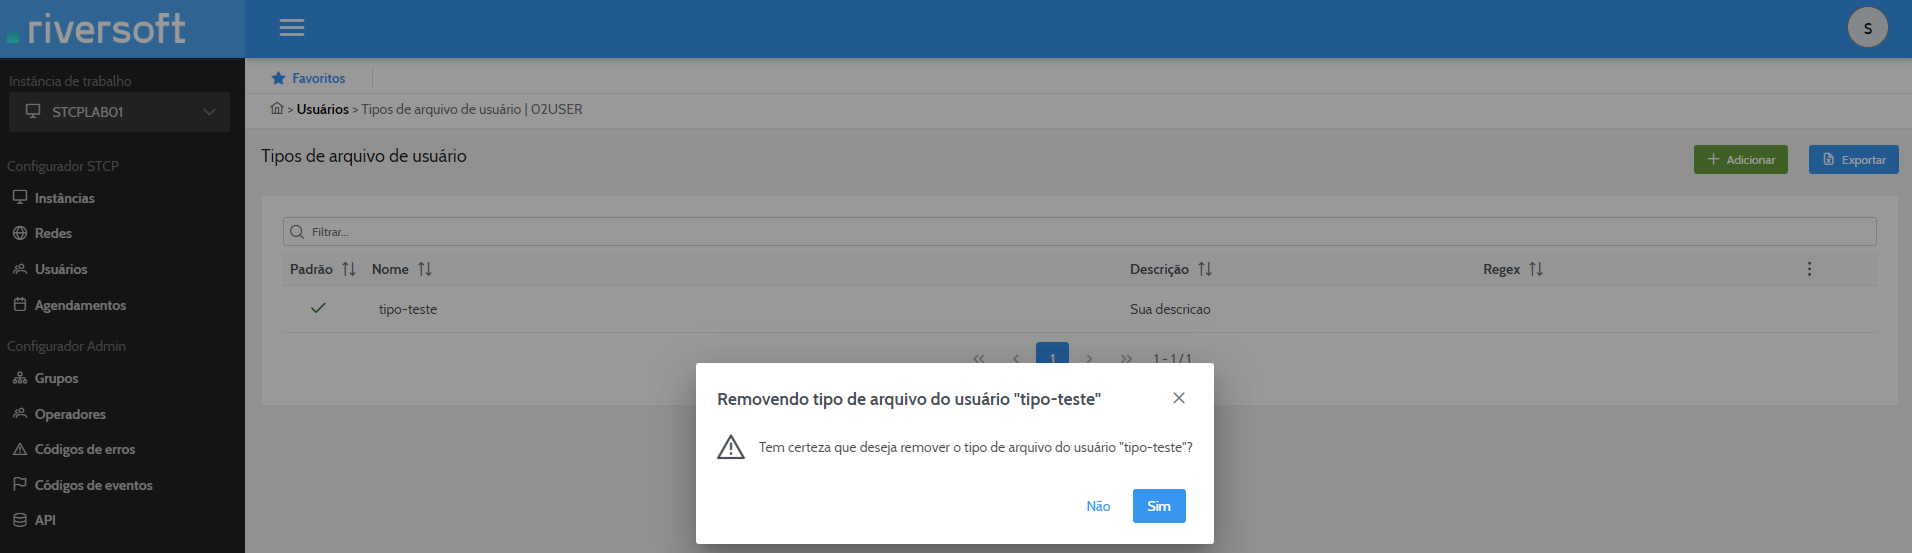 riversoft
S
Instância de trabalho
STCPLAB01
Configurador STCP
Instâncias
Redes
Usuários
Agendamentos
Configurador Admin
Grupos
Operadores
Códigos de erros
Códigos de eventos
API
Favoritos
> Usuários > Tipos de arquivo de usuário | 02USER
Tipos de arquivo de usuário
Adicionar
Exportar
Filtrar...
Padrão Nome Descrição Regex
tipo-teste Sua descricao
« ‹ 1 › » 1 - 1 / 1
Removendo tipo de arquivo do usuário "tipo-teste"
Tem certeza que deseja remover o tipo de arquivo do usuário "tipo-teste"?
Não Sim